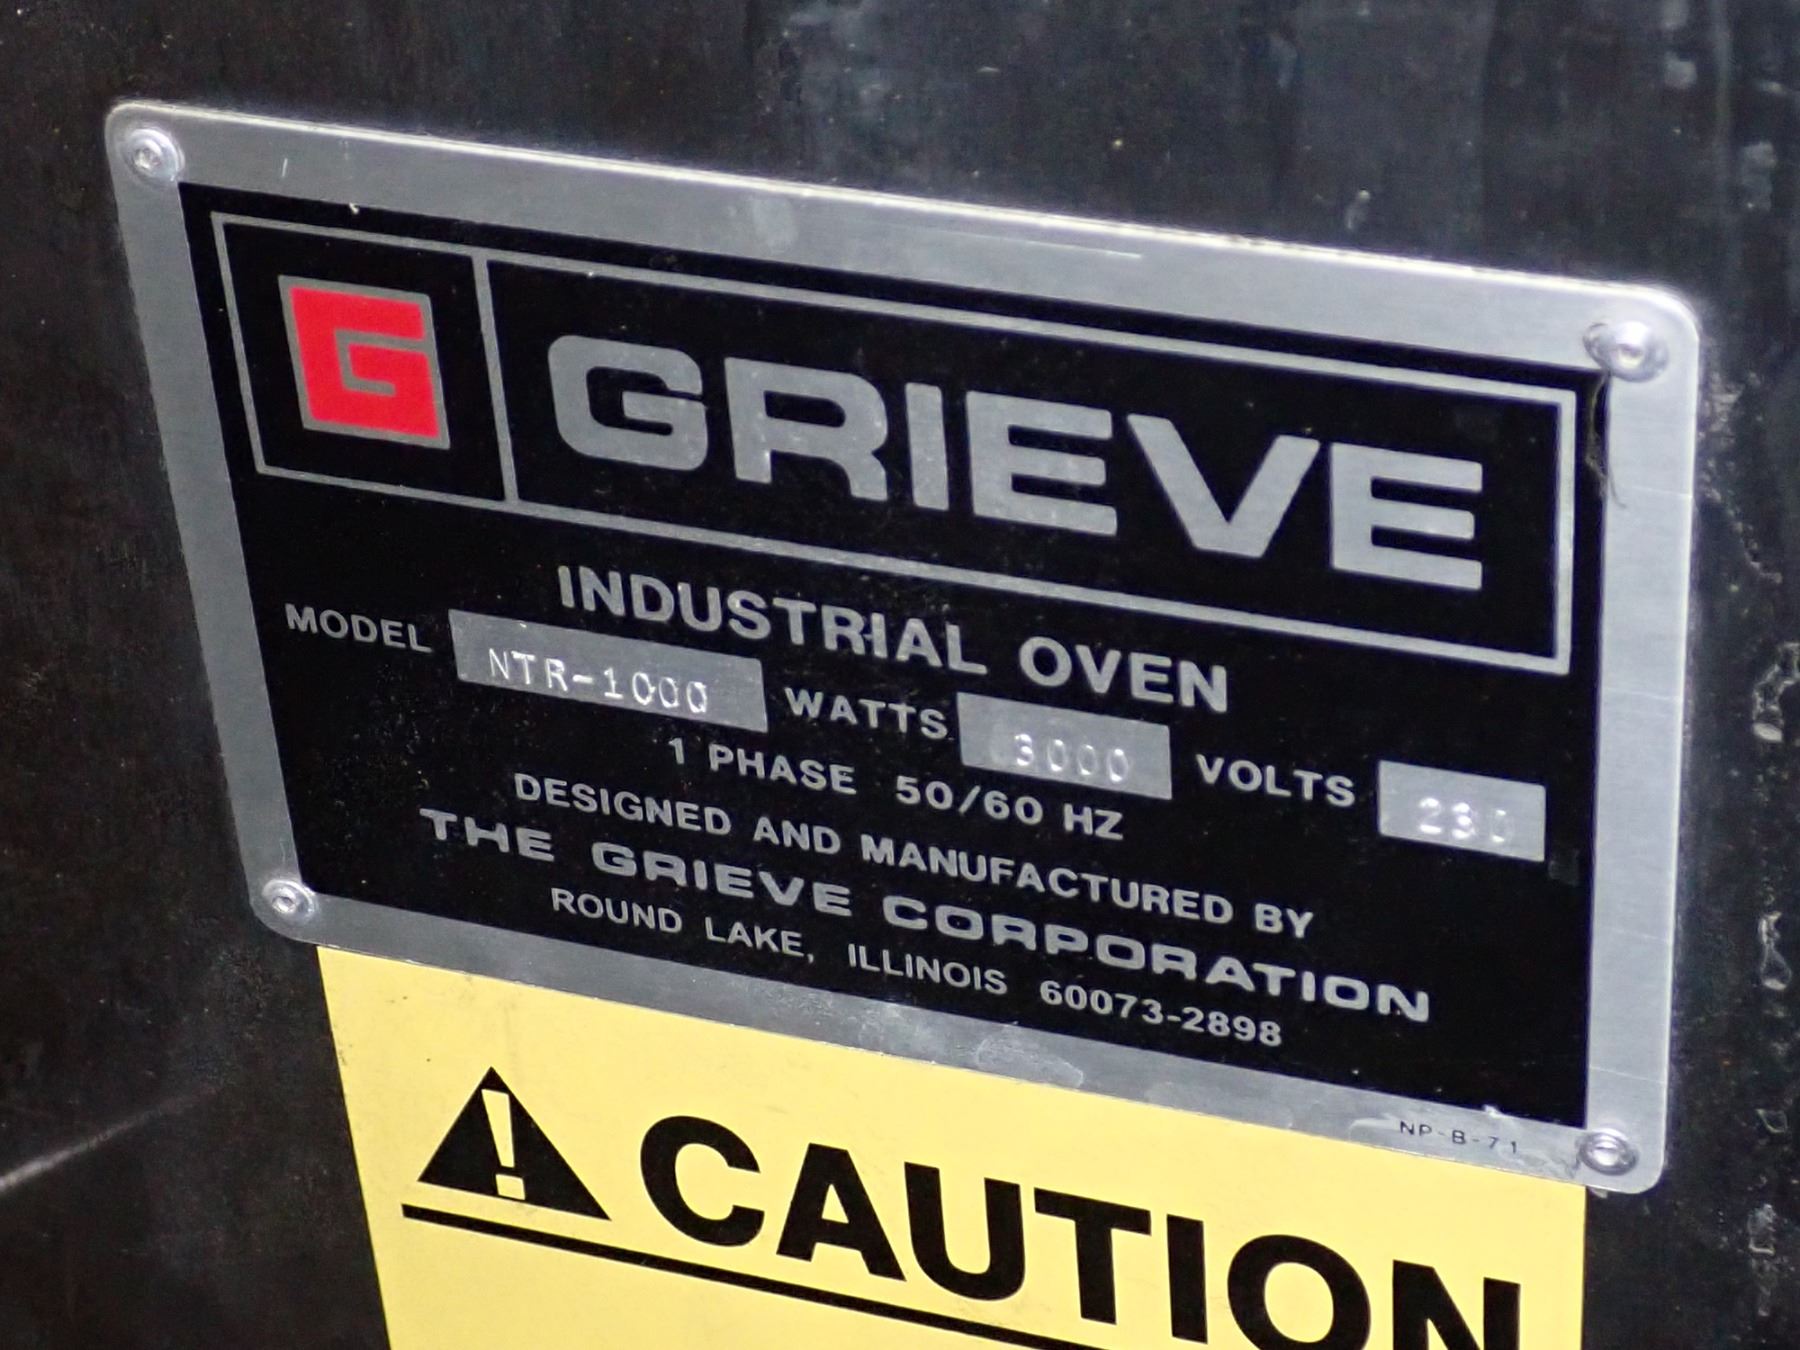 G GRIEVE
INDUSTRIAL OVEN
MODEL NTR-1000 WATTS 3000 VOLTS 230
1 PHASE 50/60 HZ
DESIGNED AND MANUFACTURED BY
THE GRIEVE CORPORATION
ROUND LAKE, ILLINOIS 60073-2898
NP-B-71
! CAUTION